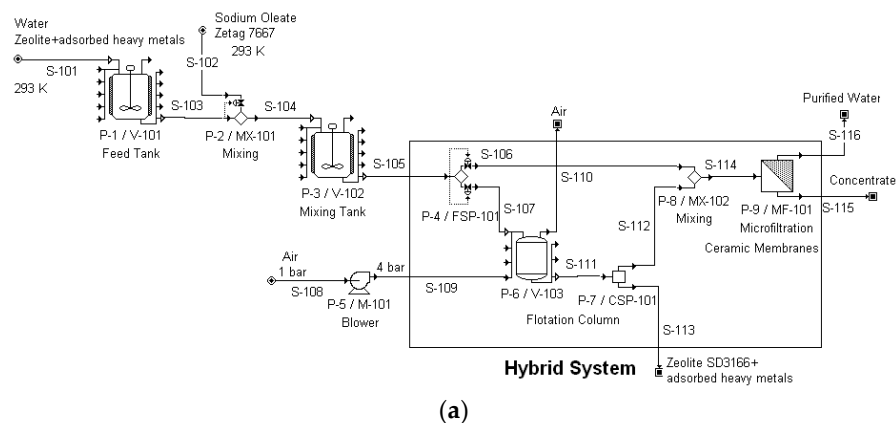 Water
Zeolite+adsorbed heavy metals
S-101
293 K
P-1 / V-101
Feed Tank
Sodium Oleate
Zetag 7667
293 K
S-102
S-103
S-104
P-2 / MX-101
Mixing
P-3 / V-102
Mixing Tank
S-105
Air
1 bar
S-108
P-5 / M-101
Blower
4 bar
S-109
P-4 / FSP-101
S-106
S-107
Air
S-110
P-6 / V-103
Flotation Column
S-111
P-7 / CSP-101
S-112
S-113
P-8 / MX-102
Mixing
S-114
P-9 / MF-101
Microfiltration
Ceramic Membranes
Purified Water
S-116
Concentrate
S-115
Hybrid System
Zeolite SD3166+
adsorbed heavy metals
(a)